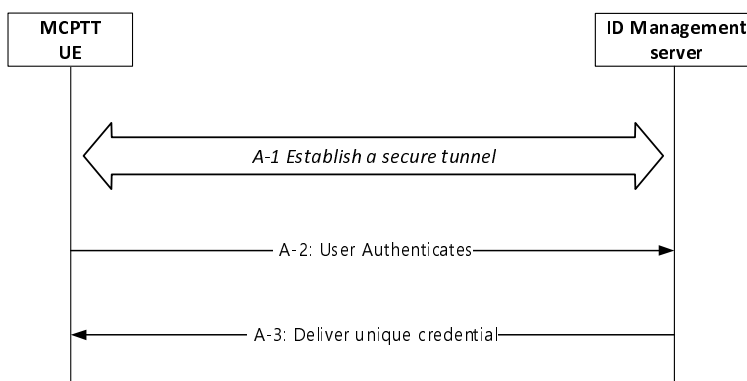 MCPTT
UE
ID Management
server
A-1 Establish a secure tunnel
A-2: User Authenticates
A-3: Deliver unique credential